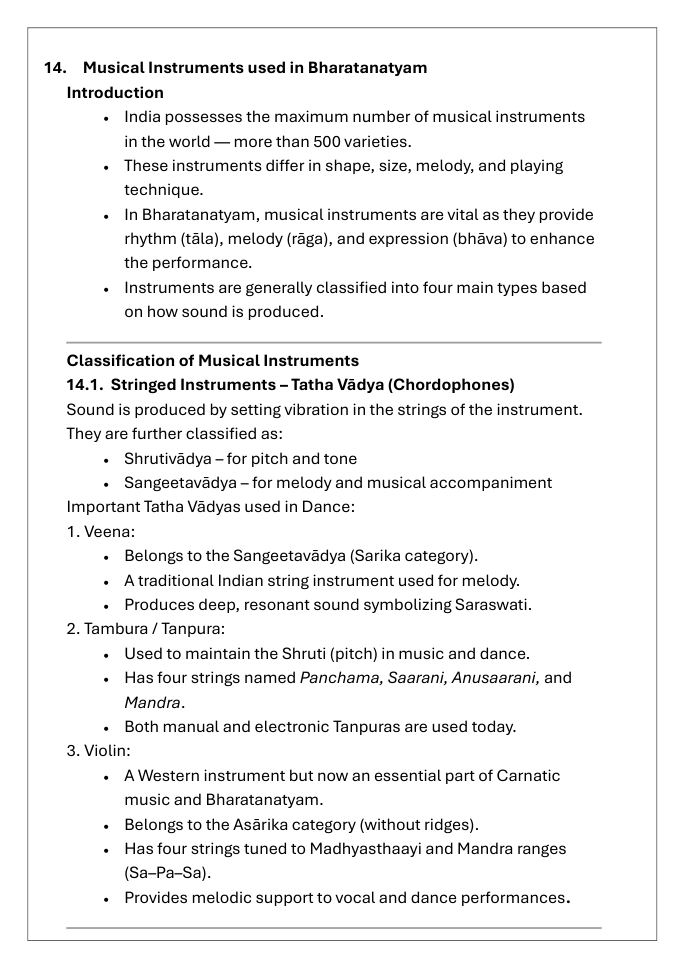 14. Musical Instruments used in Bharatanatyam
Introduction
• India possesses the maximum number of musical instruments
in the world — more than 500 varieties.
• These instruments differ in shape, size, melody, and playing
technique.
• In Bharatanatyam, musical instruments are vital as they provide
rhythm (tāla), melody (rāga), and expression (bhāva) to enhance
the performance.
• Instruments are generally classified into four main types based
on how sound is produced.
Classification of Musical Instruments
14.1. Stringed Instruments – Tatha Vādya (Chordophones)
Sound is produced by setting vibration in the strings of the instrument.
They are further classified as:
• Shrutivādya – for pitch and tone
• Sangeetavādya – for melody and musical accompaniment
Important Tatha Vādyas used in Dance:
1. Veena:
• Belongs to the Sangeetavādya (Sarika category).
• A traditional Indian string instrument used for melody.
• Produces deep, resonant sound symbolizing Saraswati.
2. Tambura / Tanpura:
• Used to maintain the Shruti (pitch) in music and dance.
• Has four strings named Panchama, Saarani, Anusaarani, and
Mandra.
• Both manual and electronic Tanpuras are used today.
3. Violin:
• A Western instrument but now an essential part of Carnatic
music and Bharatanatyam.
• Belongs to the Asārika category (without ridges).
• Has four strings tuned to Madhyasthaayi and Mandra ranges
(Sa–Pa–Sa).
• Provides melodic support to vocal and dance performances.